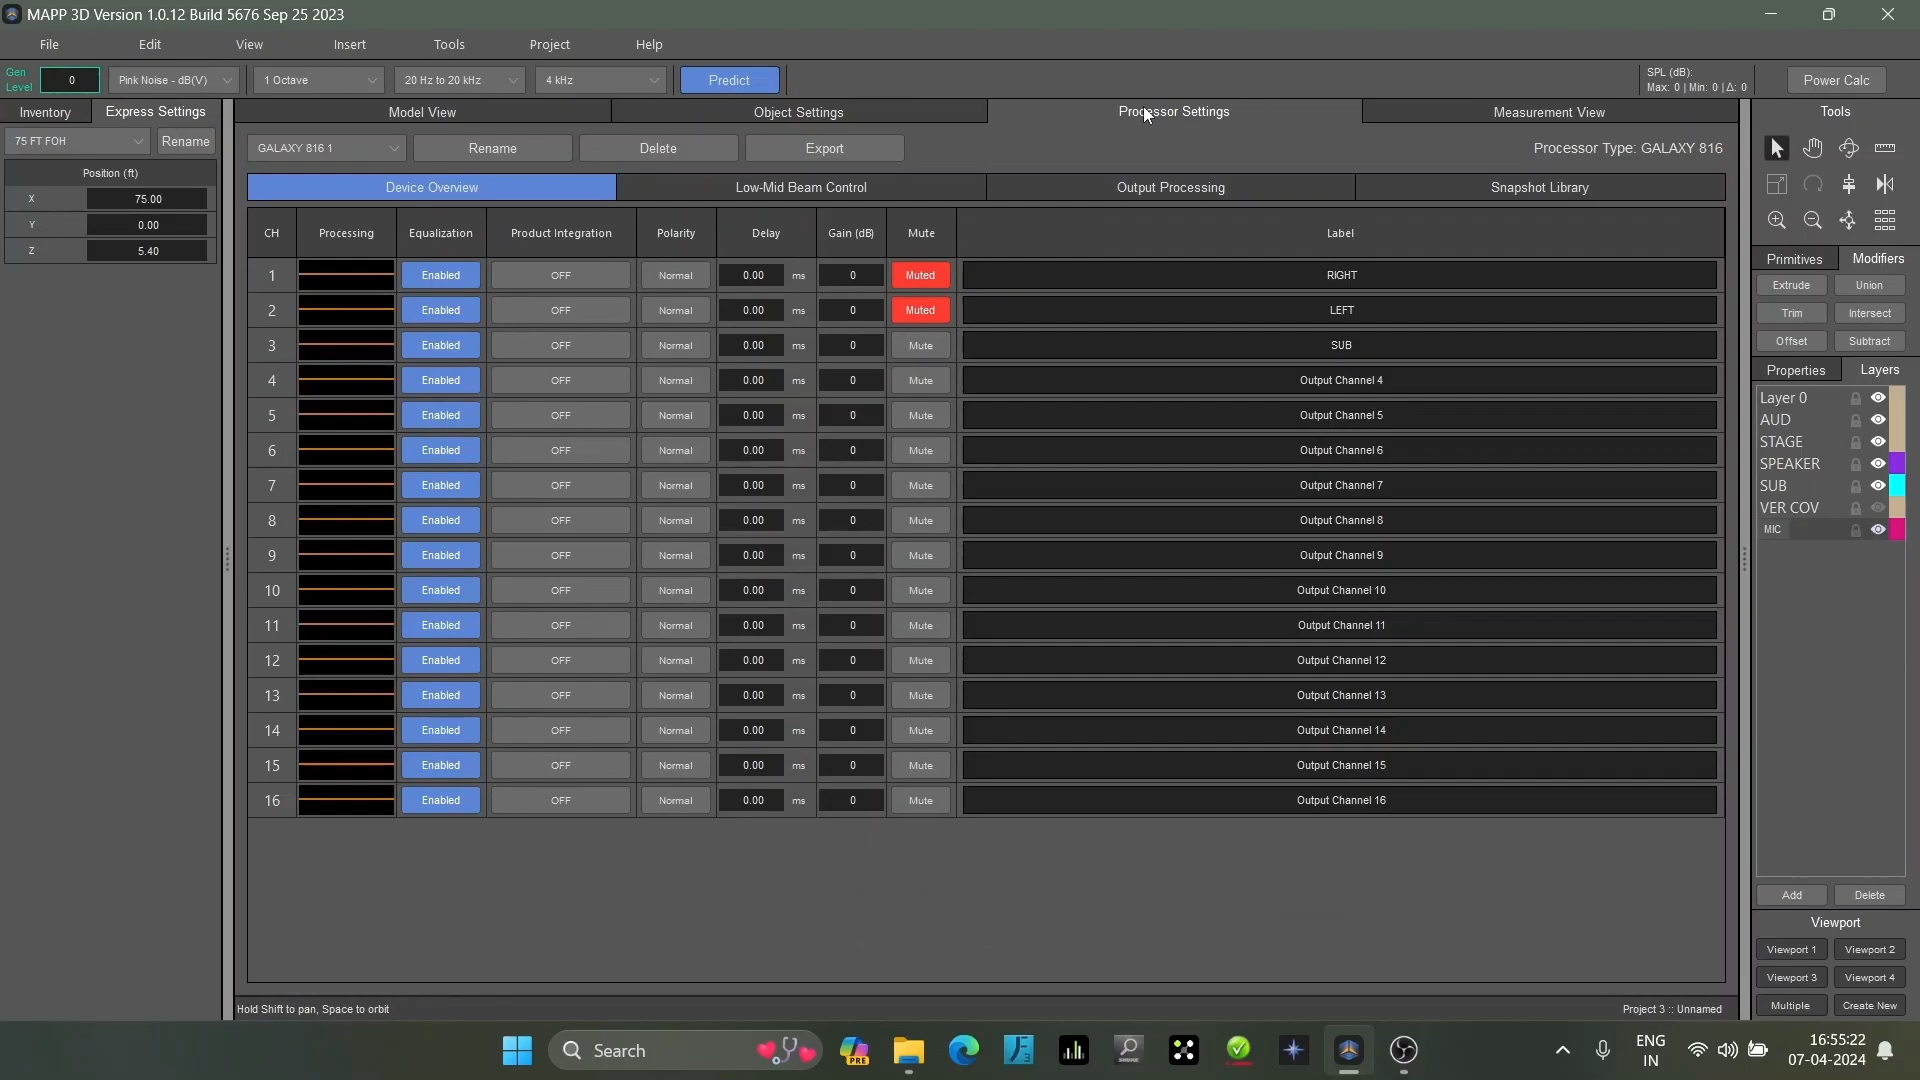 MAPP 3D Version 1.0.12 Build 5676 Sep 25 2023
File Edit View Insert Tools Project Help
Gen Level 0 Pink Noise - dB(V) 1 Octave 20 Hz to 20 kHz 4 kHz Predict SPL (dB): Power Calc
Max: 0 | Min: 0 | Δ: 0
Inventory Express Settings Model View Object Settings Processor Settings Measurement View Tools
75 FT FOH Rename GALAXY 816 1 Rename Delete Export Processor Type: GALAXY 816
Position (ft)
X 75.00
Y 0.00
Z 5.40
Device Overview Low-Mid Beam Control Output Processing Snapshot Library
CH Processing Equalization Product Integration Polarity Delay Gain (dB) Mute Label
1 Enabled OFF Normal 0.00 ms 0 Muted RIGHT
2 Enabled OFF Normal 0.00 ms 0 Muted LEFT
3 Enabled OFF Normal 0.00 ms 0 Mute SUB
4 Enabled OFF Normal 0.00 ms 0 Mute Output Channel 4
5 Enabled OFF Normal 0.00 ms 0 Mute Output Channel 5
6 Enabled OFF Normal 0.00 ms 0 Mute Output Channel 6
7 Enabled OFF Normal 0.00 ms 0 Mute Output Channel 7
8 Enabled OFF Normal 0.00 ms 0 Mute Output Channel 8
9 Enabled OFF Normal 0.00 ms 0 Mute Output Channel 9
10 Enabled OFF Normal 0.00 ms 0 Mute Output Channel 10
11 Enabled OFF Normal 0.00 ms 0 Mute Output Channel 11
12 Enabled OFF Normal 0.00 ms 0 Mute Output Channel 12
13 Enabled OFF Normal 0.00 ms 0 Mute Output Channel 13
14 Enabled OFF Normal 0.00 ms 0 Mute Output Channel 14
15 Enabled OFF Normal 0.00 ms 0 Mute Output Channel 15
16 Enabled OFF Normal 0.00 ms 0 Mute Output Channel 16
Primitives Modifiers
Extrude Union
Trim Intersect
Offset Subtract
Properties Layers
Layer 0
AUD
STAGE
SPEAKER
SUB
VER COV
MIC
Add Delete
Viewport
Viewport 1 Viewport 2
Viewport 3 Viewport 4
Multiple Create New
Hold Shift to pan, Space to orbit Project 3 :: Unnamed
Search PRE ENG IN 16:55:22
07-04-2024